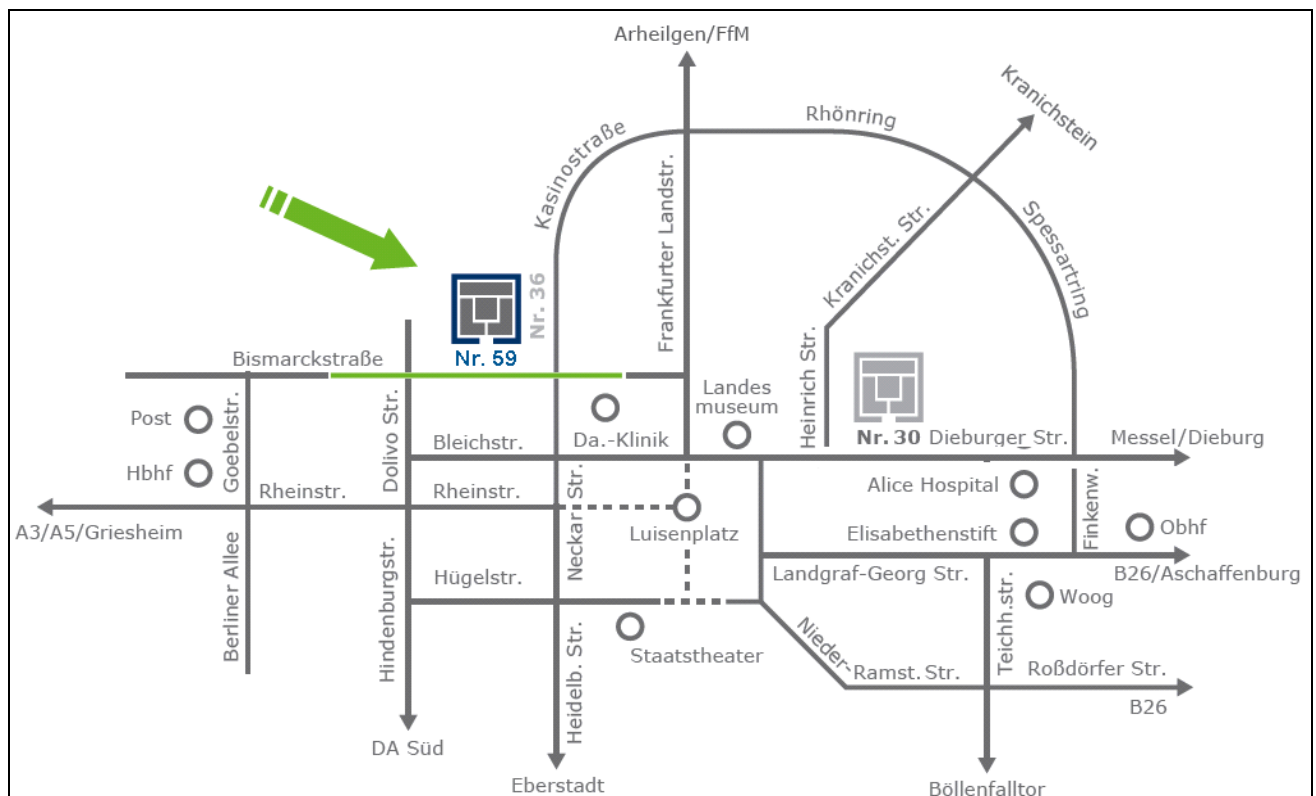 Arheilgen/FfM
Kranichstein
Rhönring
Kasinostraße
Frankfurter Landstr.
Kranichst. Str.
Spessartring
Nr. 36
Nr. 59
Bismarckstraße
Heinrich Str.
Landes
museum
Post
Goebelstr.
Dolivo Str.
Da.-Klinik
Nr. 30
Dieburger Str.
Messel/Dieburg
Bleichstr.
Hbhf
Rheinstr.
Rheinstr.
Neckar Str.
Alice Hospital
Finkenw.
A3/A5/Griesheim
Luisenplatz
Elisabethenstift
Obhf
Berliner Allee
Hindenburgstr.
Hügelstr.
Landgraf-Georg Str.
B26/Aschaffenburg
Heidelb. Str.
Staatstheater
Teichh.str.
Woog
Nieder-
Ramst. Str.
Roßdörfer Str.
B26
DA Süd
Eberstadt
Böllenfalltor